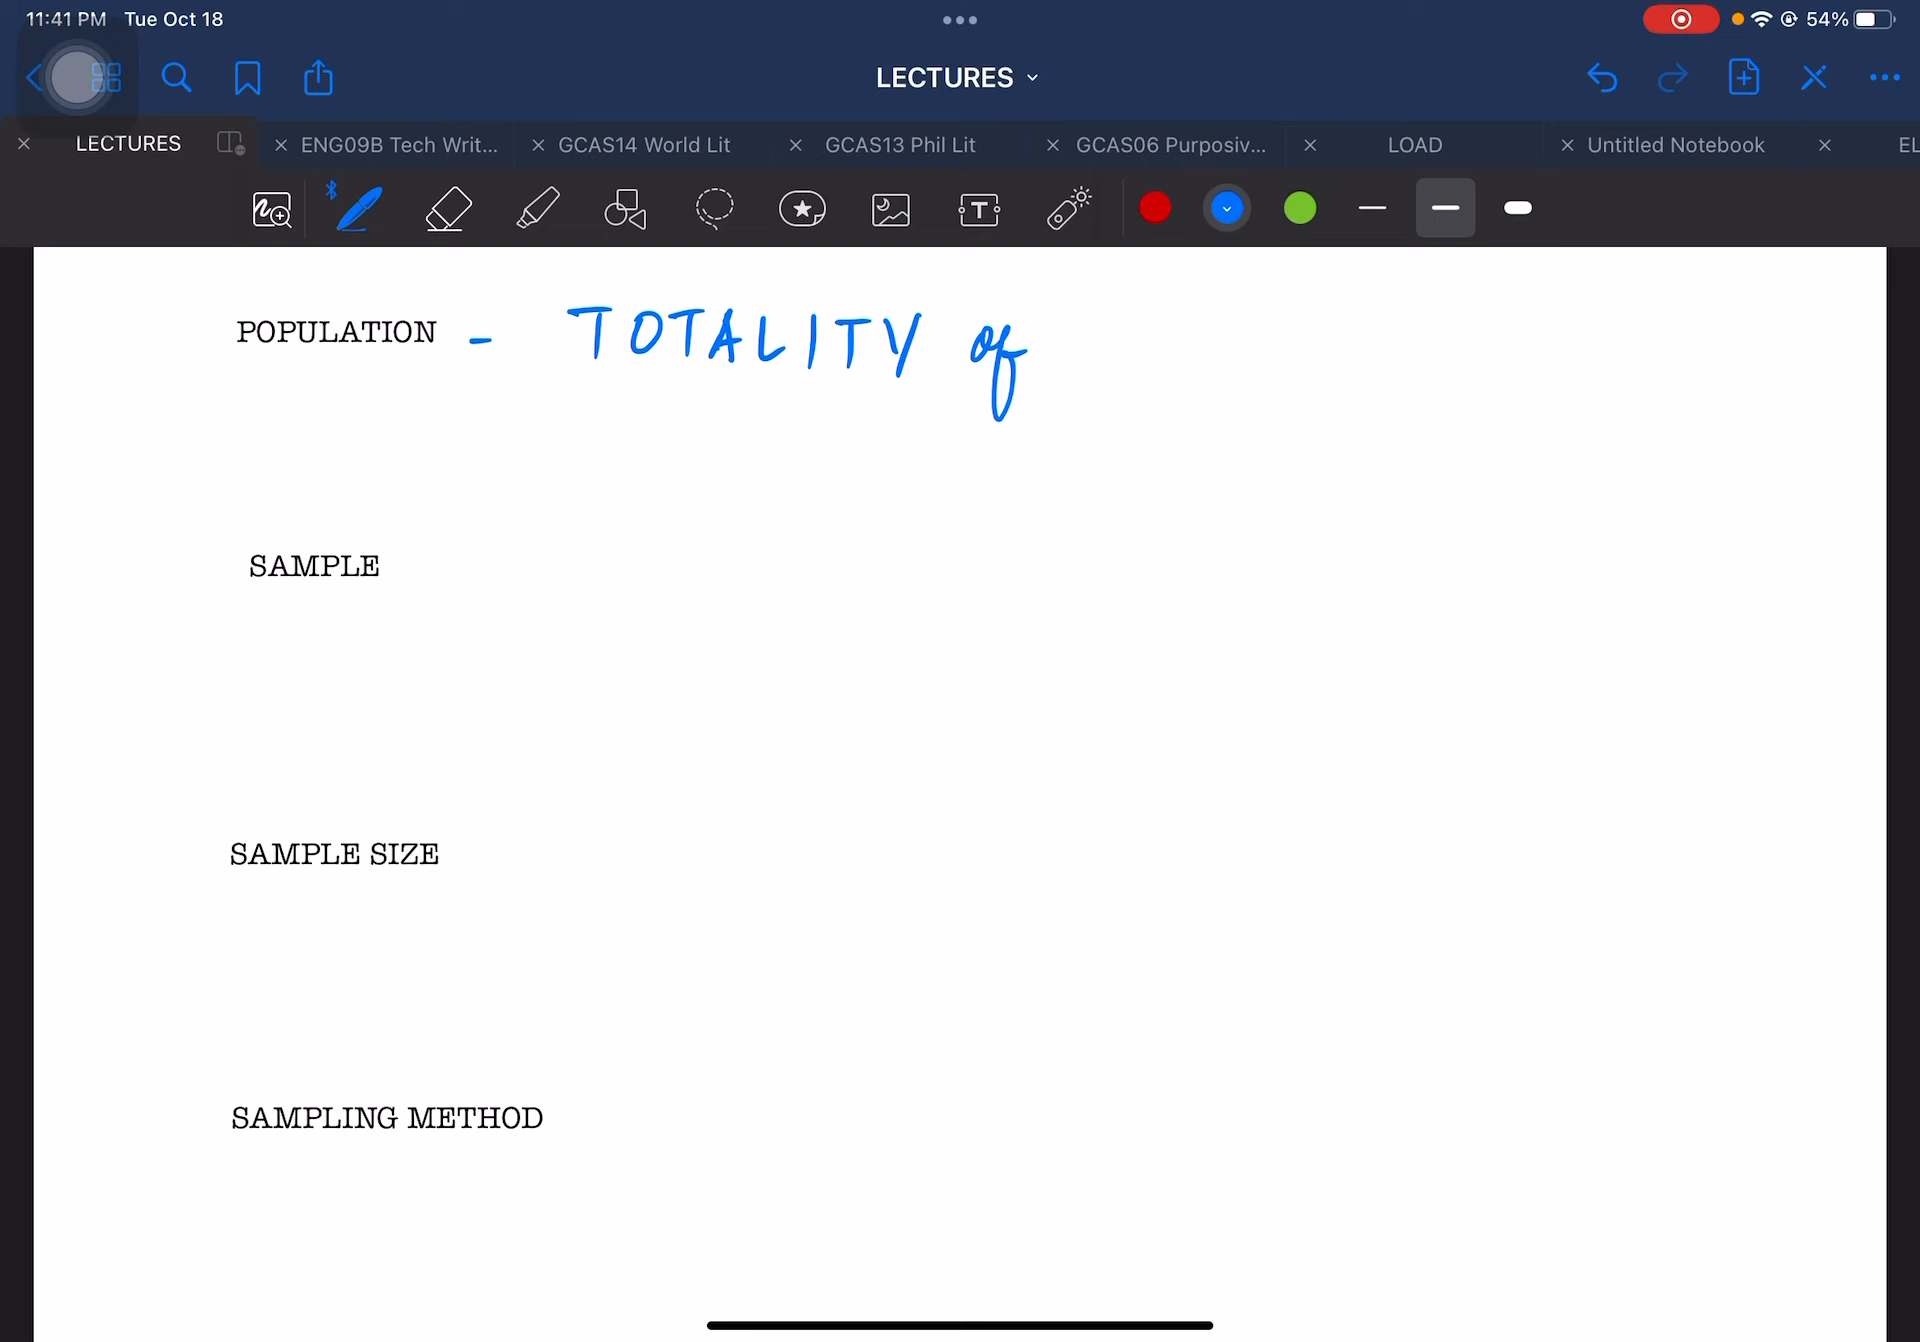 11:41 PM Tue Oct 18 54%
LECTURES
LECTURES ENG09B Tech Writ... GCAS14 World Lit GCAS13 Phil Lit GCAS06 Purposiv... LOAD Untitled Notebook EL
T
POPULATION - TOTALITY of
SAMPLE
SAMPLE SIZE
SAMPLING METHOD